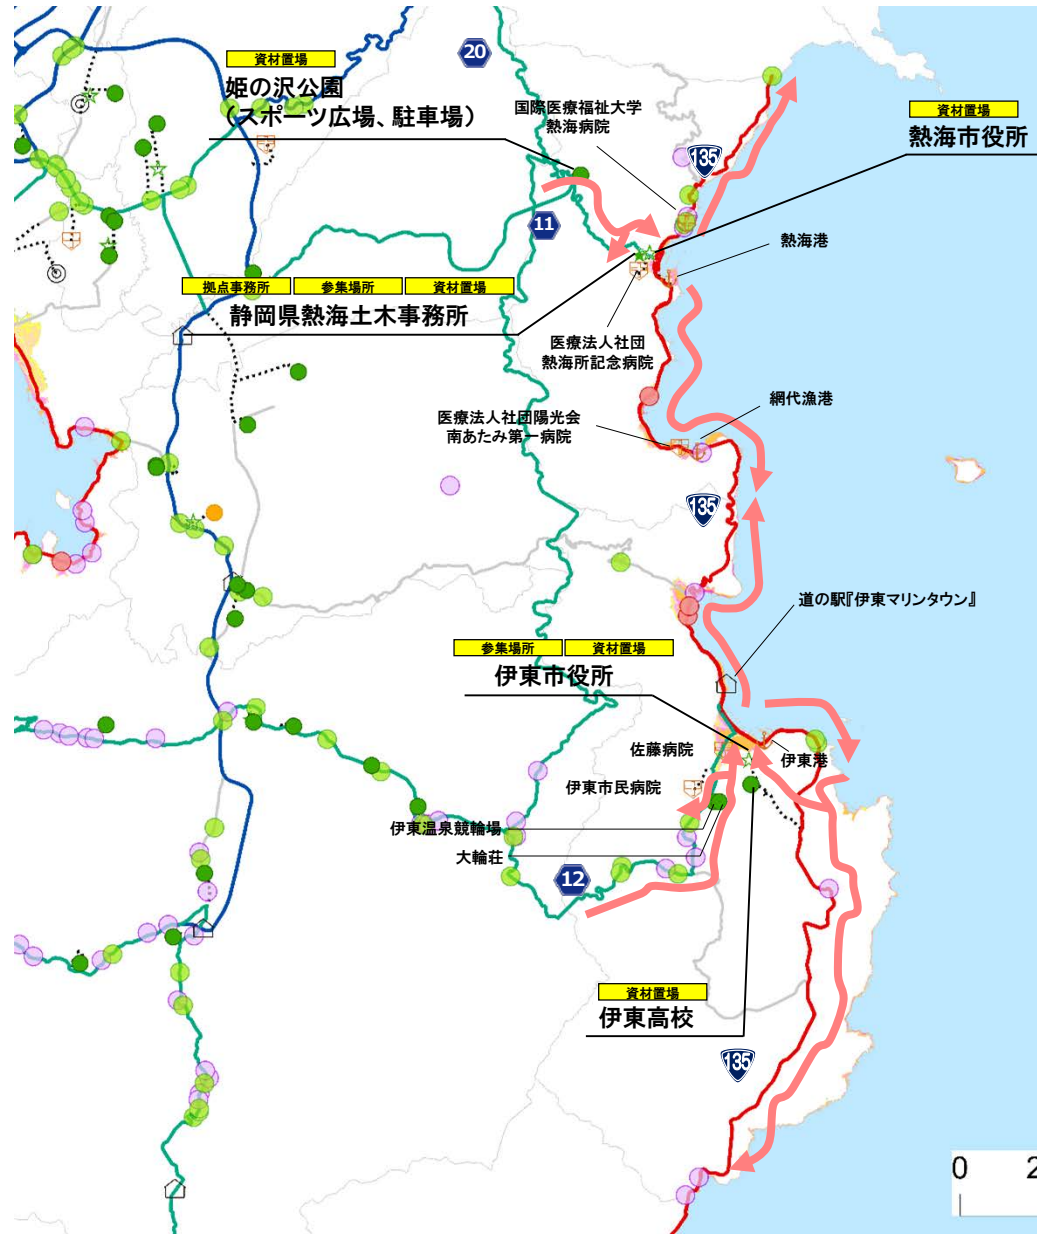 資材置場
姫の沢公園
（スポーツ広場、駐車場）
20
国際医療福祉大学
熱海病院
135
資材置場
熱海市役所
11
熱海港
拠点事務所 参集場所 資材置場
静岡県熱海土木事務所
医療法人社団
熱海所記念病院
医療法人社団陽光会
南あたみ第一病院
網代漁港
135
道の駅『伊東マリンタウン』
参集場所 資材置場
伊東市役所
佐藤病院
伊東港
伊東市民病院
伊東温泉競輪場
大輪荘
12
資材置場
伊東高校
135
0 2